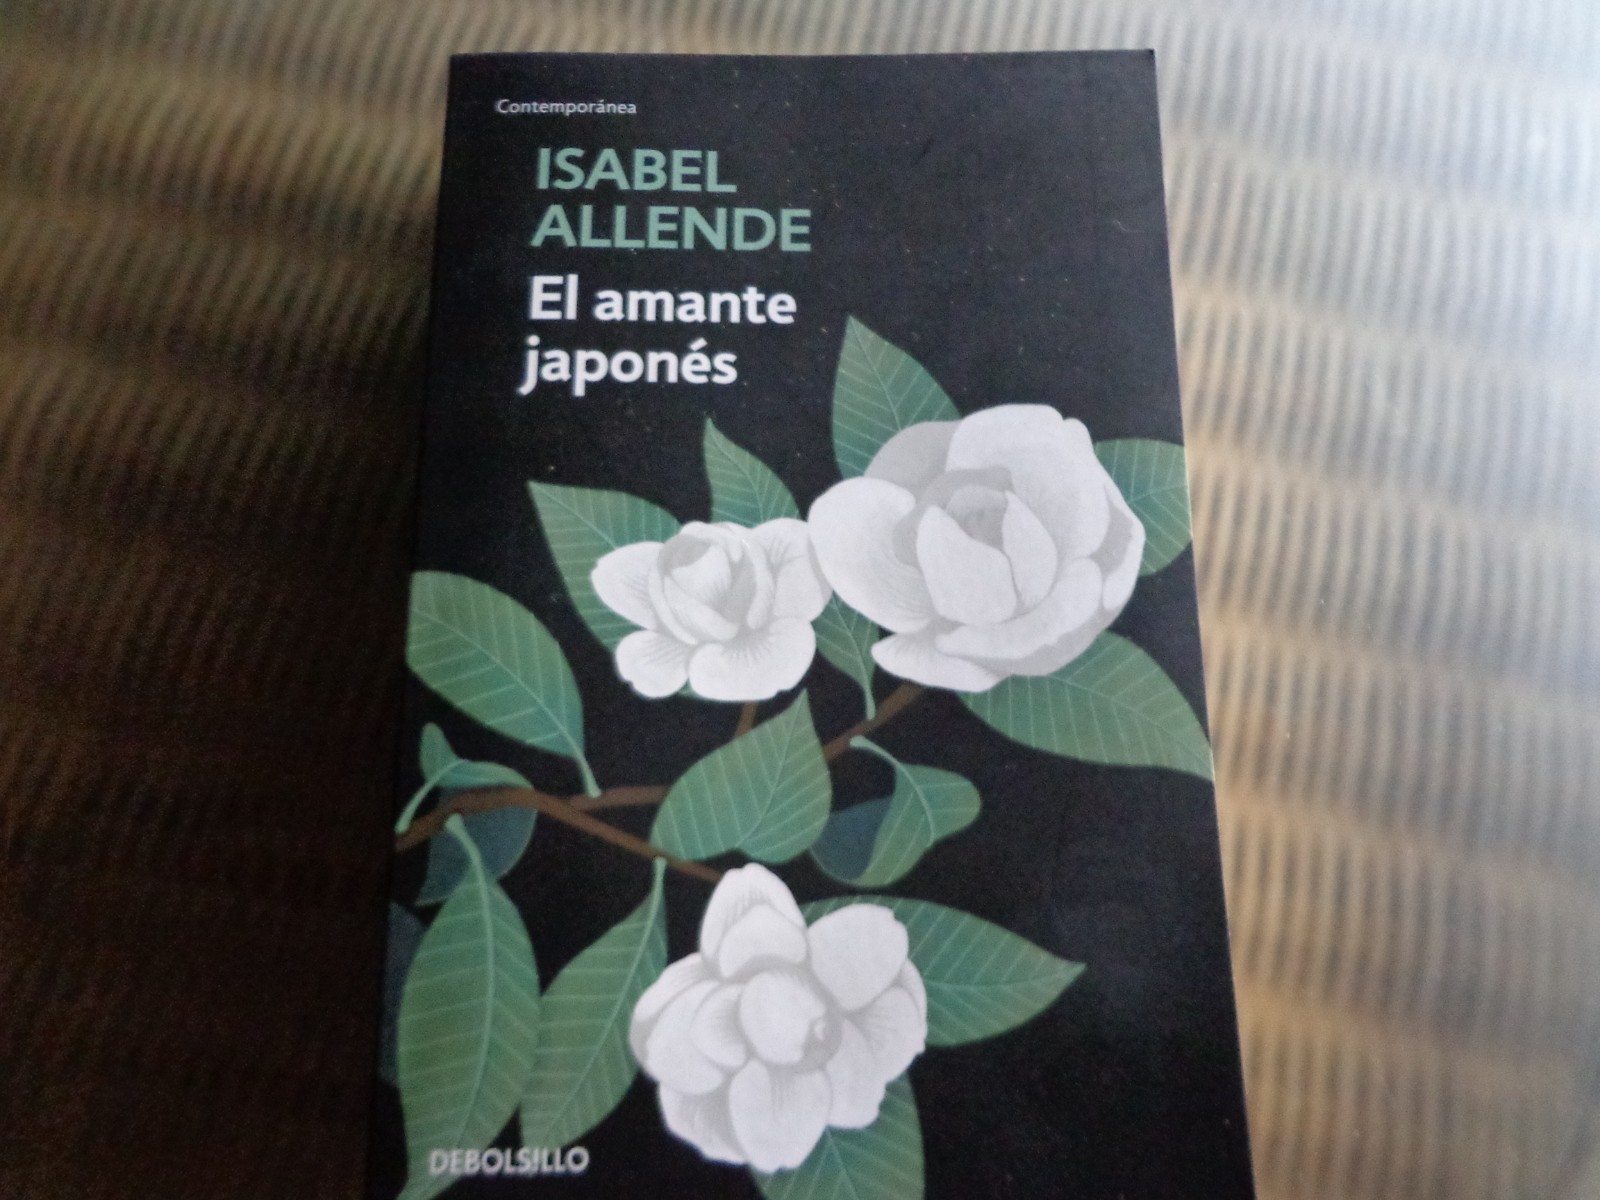 Contemporánea
ISABEL
ALLENDE
El amante
japonés
DEBOLSILLO